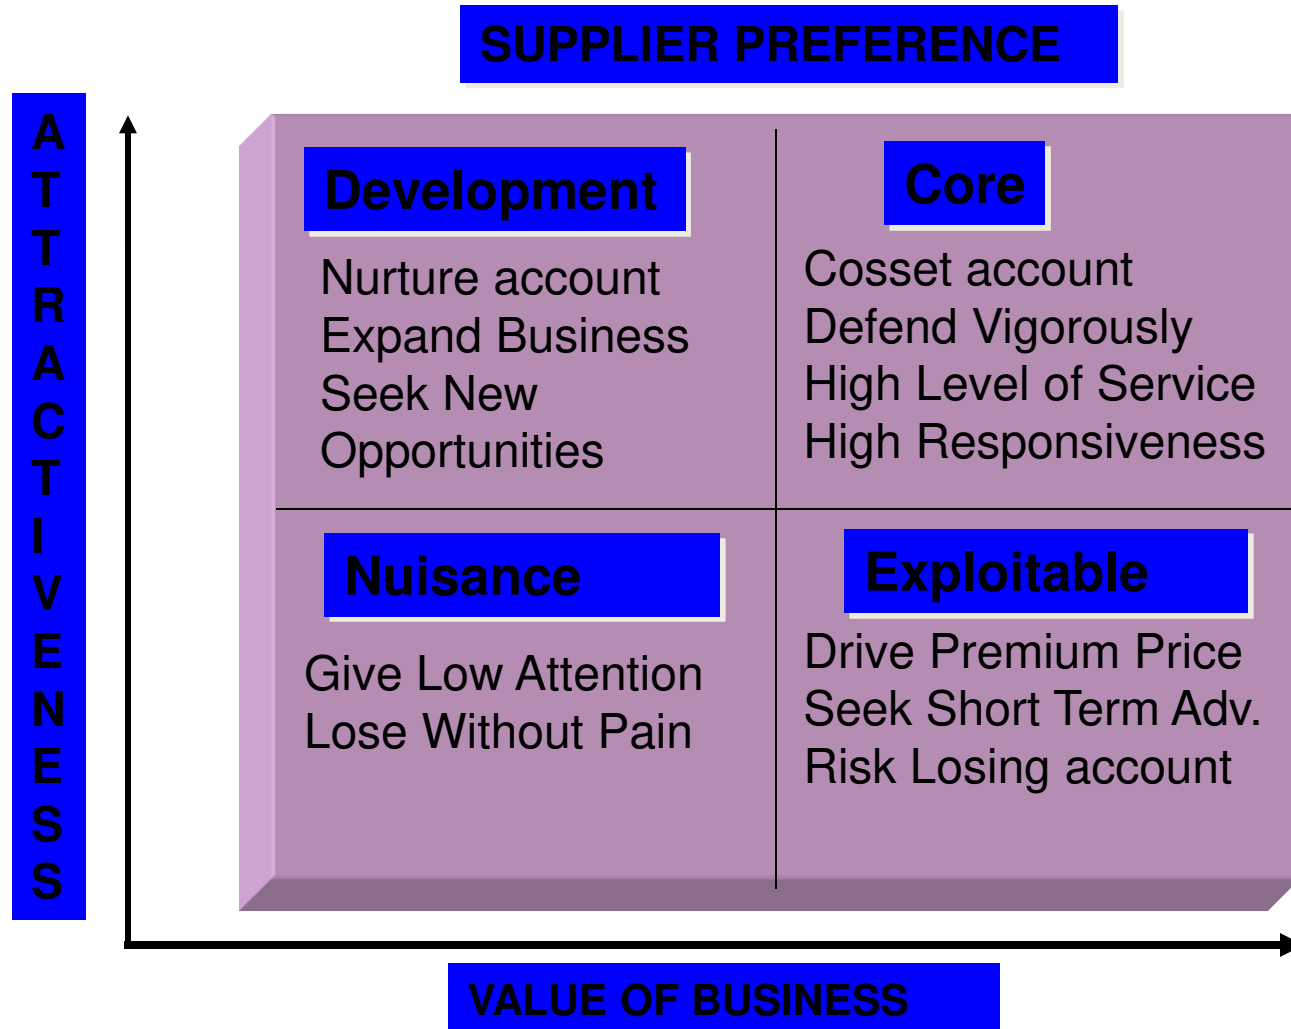 SUPPLIER PREFERENCE
A
T
T
R
A
C
T
I
V
E
N
E
S
S
Development
Nurture account
Expand Business
Seek New
Opportunities
Core
Cosset account
Defend Vigorously
High Level of Service
High Responsiveness
Nuisance
Give Low Attention
Lose Without Pain
Exploitable
Drive Premium Price
Seek Short Term Adv.
Risk Losing account
VALUE OF BUSINESS